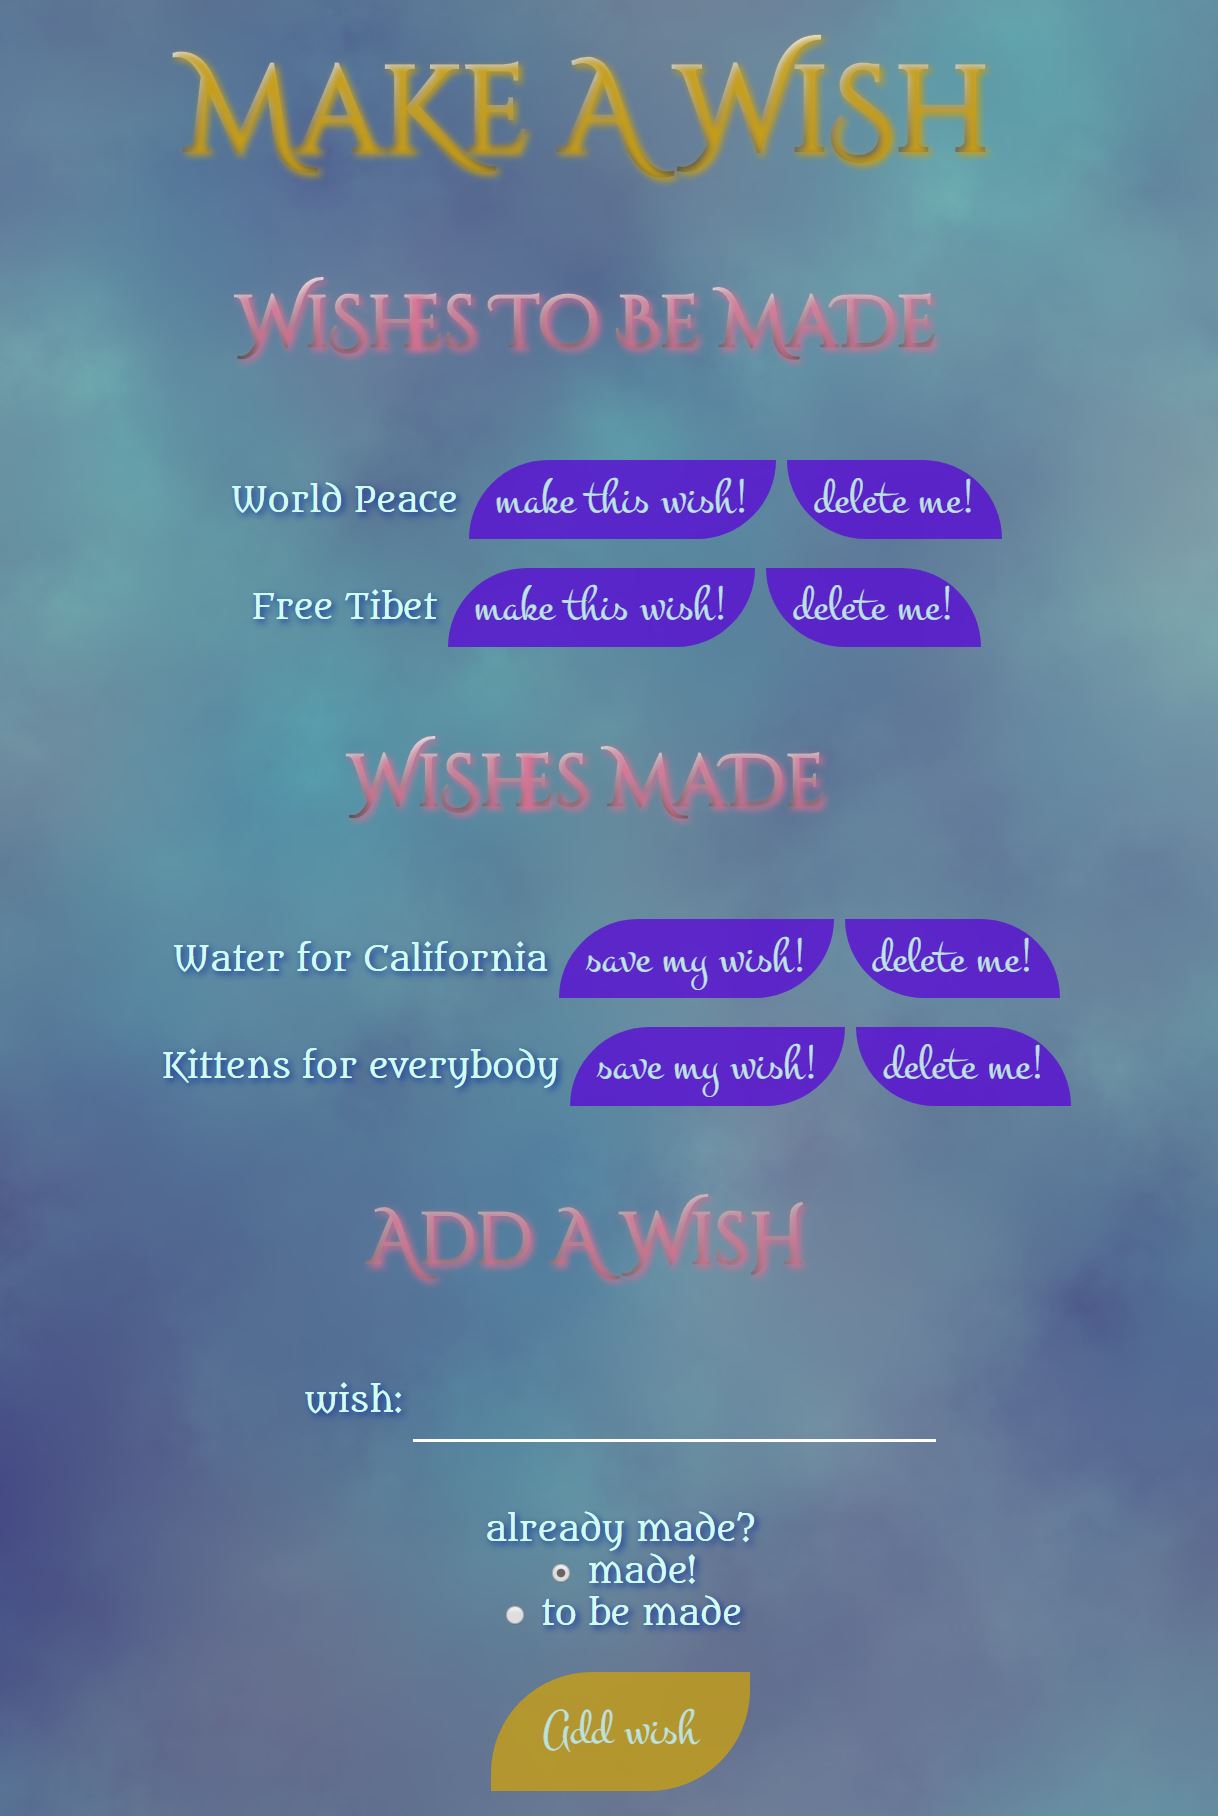 Make A Wish
Wishes To Be Made
World Peace make this wish! delete me!
Free Tibet make this wish! delete me!
Wishes Made
Water for California save my wish! delete me!
Kittens for everybody save my wish! delete me!
Add A Wish
wish:
already made?
made!
to be made
Add wish